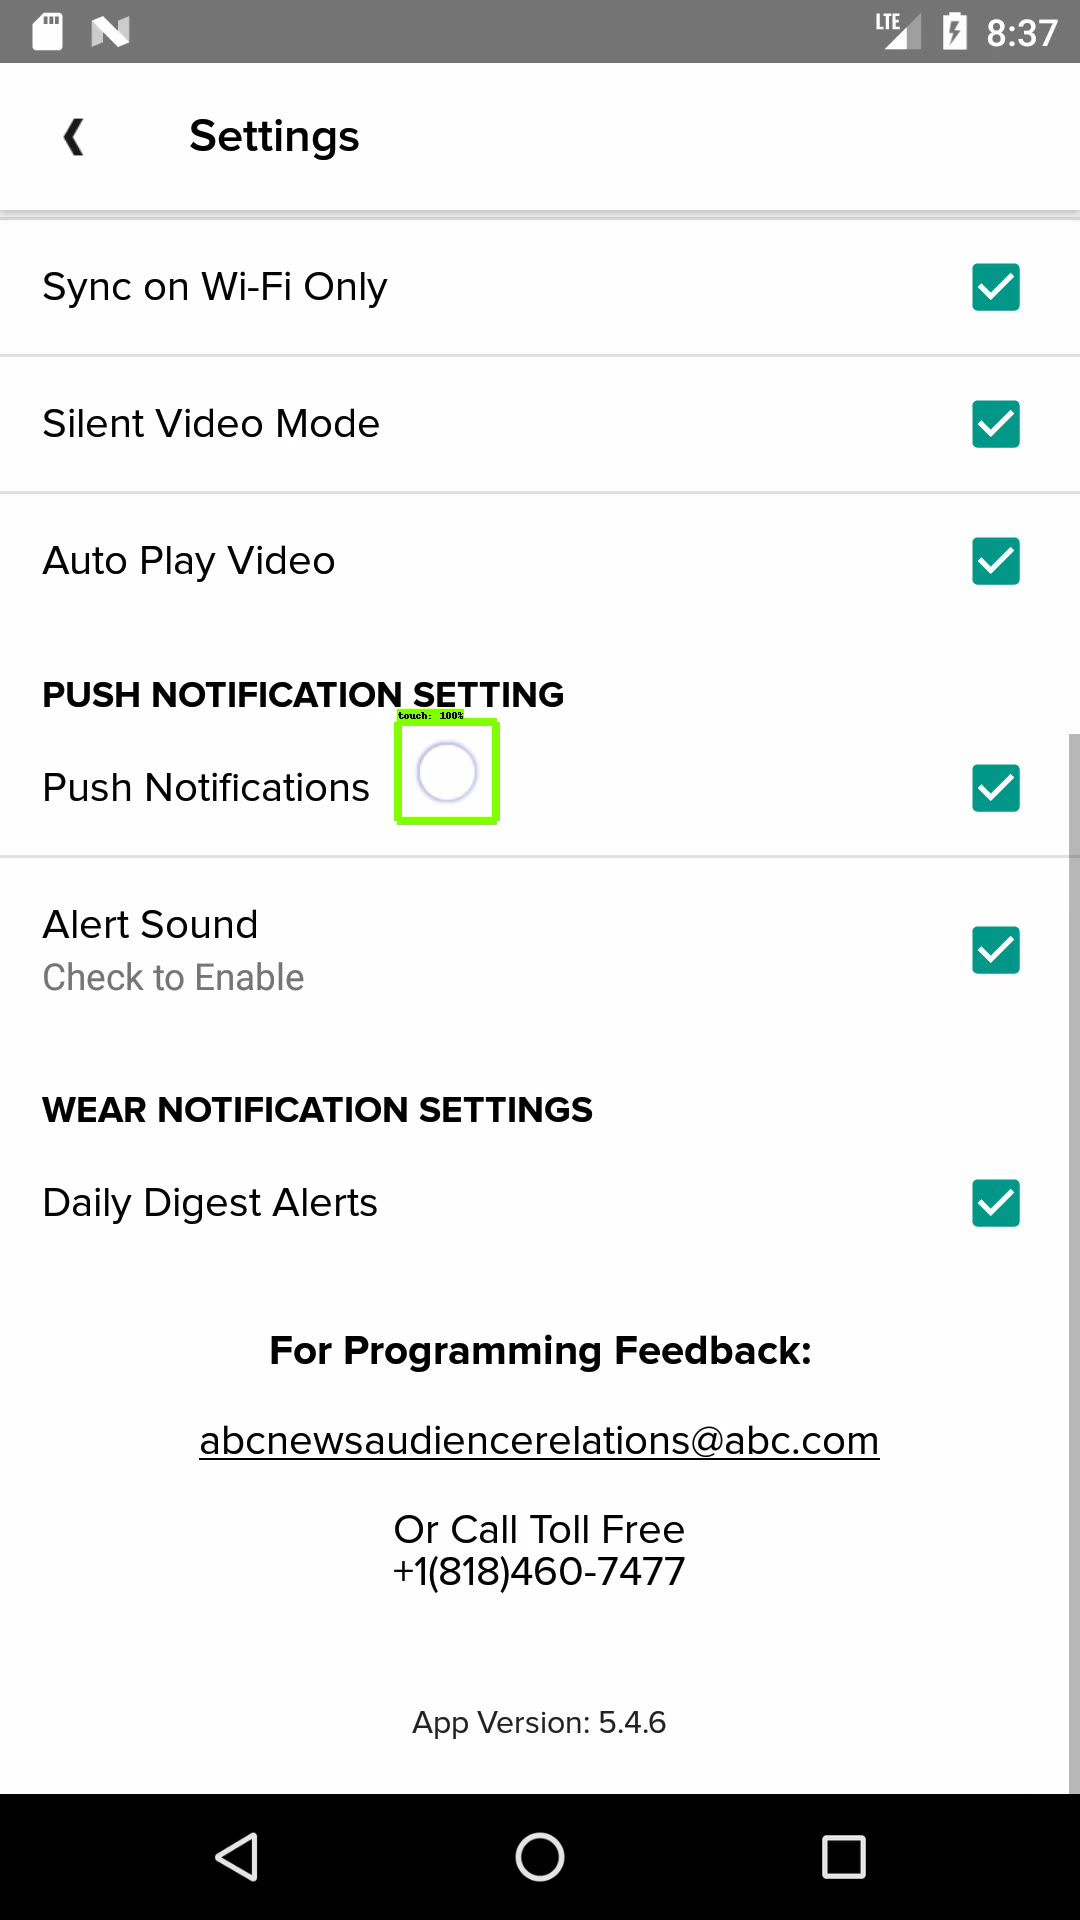 LTE 8:37
Settings
Sync on Wi-Fi Only
Silent Video Mode
Auto Play Video
PUSH NOTIFICATION SETTING
touch: 100%
Push Notifications
Alert Sound
Check to Enable
WEAR NOTIFICATION SETTINGS
Daily Digest Alerts
For Programming Feedback:
abcnewsaudiencerelations@abc.com
Or Call Toll Free
+1(818)460-7477
App Version: 5.4.6